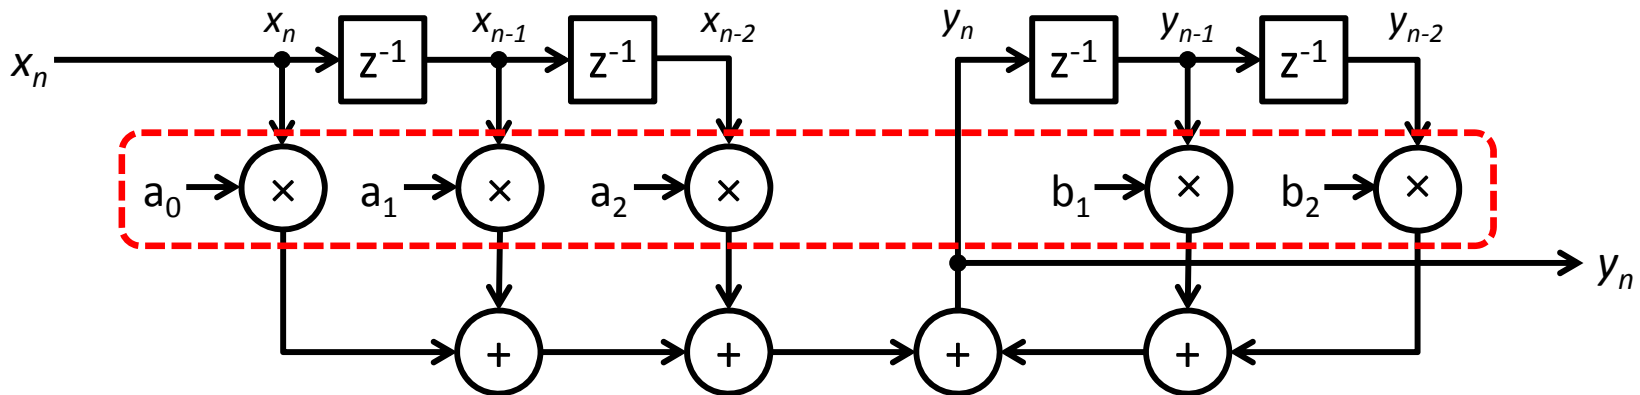 xₙ xₙ₋₁ xₙ₋₂ yₙ yₙ₋₁ yₙ₋₂
xₙ z⁻¹ z⁻¹ z⁻¹ z⁻¹
a₀ × a₁ × a₂ × b₁ × b₂ ×
yₙ
+ + + +